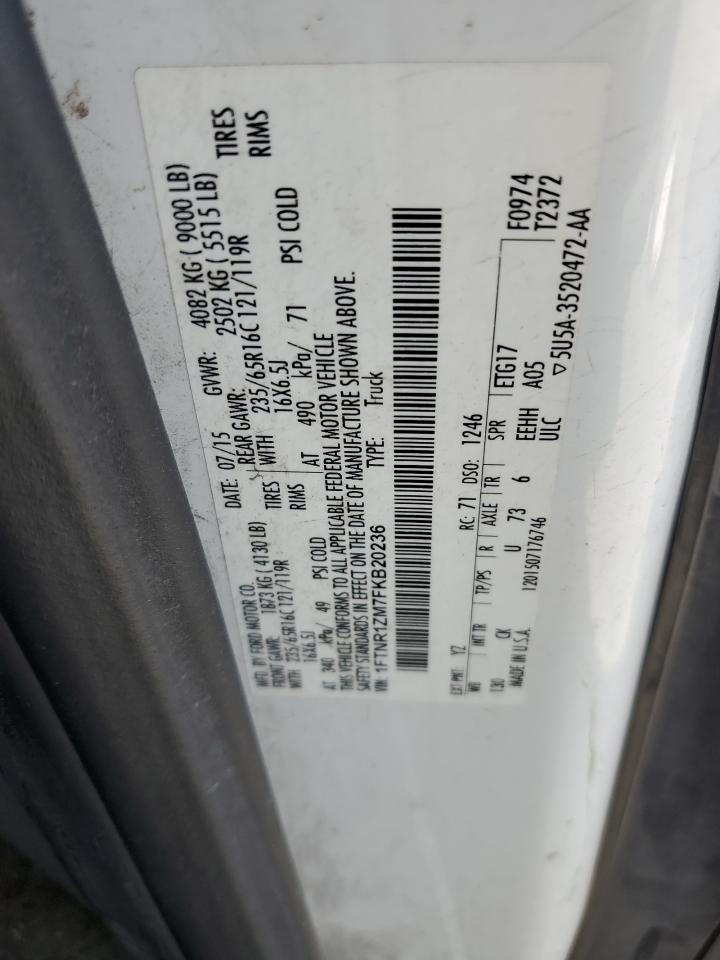 MFD. BY FORD MOTOR CO.
DATE: 07/15 GVWR: 4082 KG ( 9000 LB)
FRONT GAWR: 1873 KG ( 4130 LB) REAR GAWR: 2502 KG ( 5515 LB)
WITH 235/65R16C 121/119R TIRES WITH 235/65R16C 121/119R TIRES
16X6.5J RIMS 16X6.5J RIMS
AT 340 kPa/ 49 PSI COLD AT 490 kPa/ 71 PSI COLD
THIS VEHICLE CONFORMS TO ALL APPLICABLE FEDERAL MOTOR VEHICLE
SAFETY STANDARDS IN EFFECT ON THE DATE OF MANUFACTURE SHOWN ABOVE.
VIN: 1FTNR1ZM7FKB20236 TYPE: Truck
EXT PNT: YZ RC: 71 DSO: 1246 F0974
WB INT TR TP/PS R AXLE TR SPR ETG17 T2372
130 CK U 73 6 EEHH A05
MADE IN U.S.A. 1201507176746 ULC ▽5U5A-3520472-AA